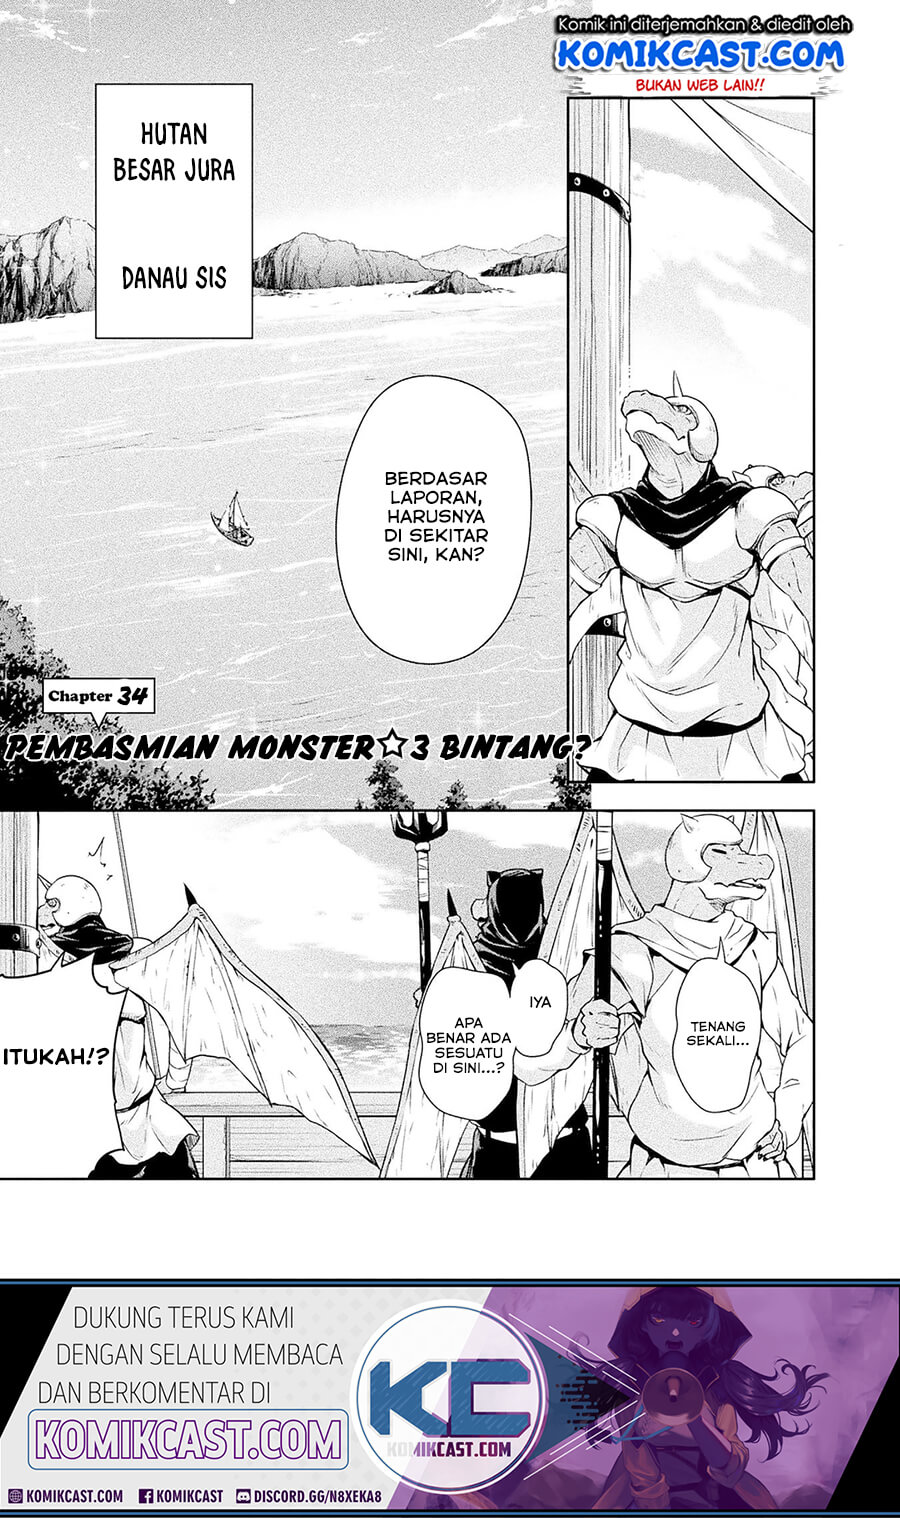 Komik ini diterjemahkan & diedit oleh
KOMIKCAST.COM
BUKAN WEB LAIN!!
HUTAN
BESAR JURA
DANAU SIS
BERDASAR
LAPORAN,
HARUSNYA
DI SEKITAR
SINI, KAN?
Chapter 34
PEMBASMIAN MONSTER☆3 BINTANG?
TENANG
SEKALI...
IYA
APA
BENAR ADA
SESUATU
DI SINI...?
ITUKAH!?
DUKUNG TERUS KAMI
DENGAN SELALU MEMBACA
DAN BERKOMENTAR DI
KOMIKCAST.COM
KC
KOMIKCAST.COM
KOMIKCAST.COM KOMIKCAST DISCORD.GG/N8XEKA8